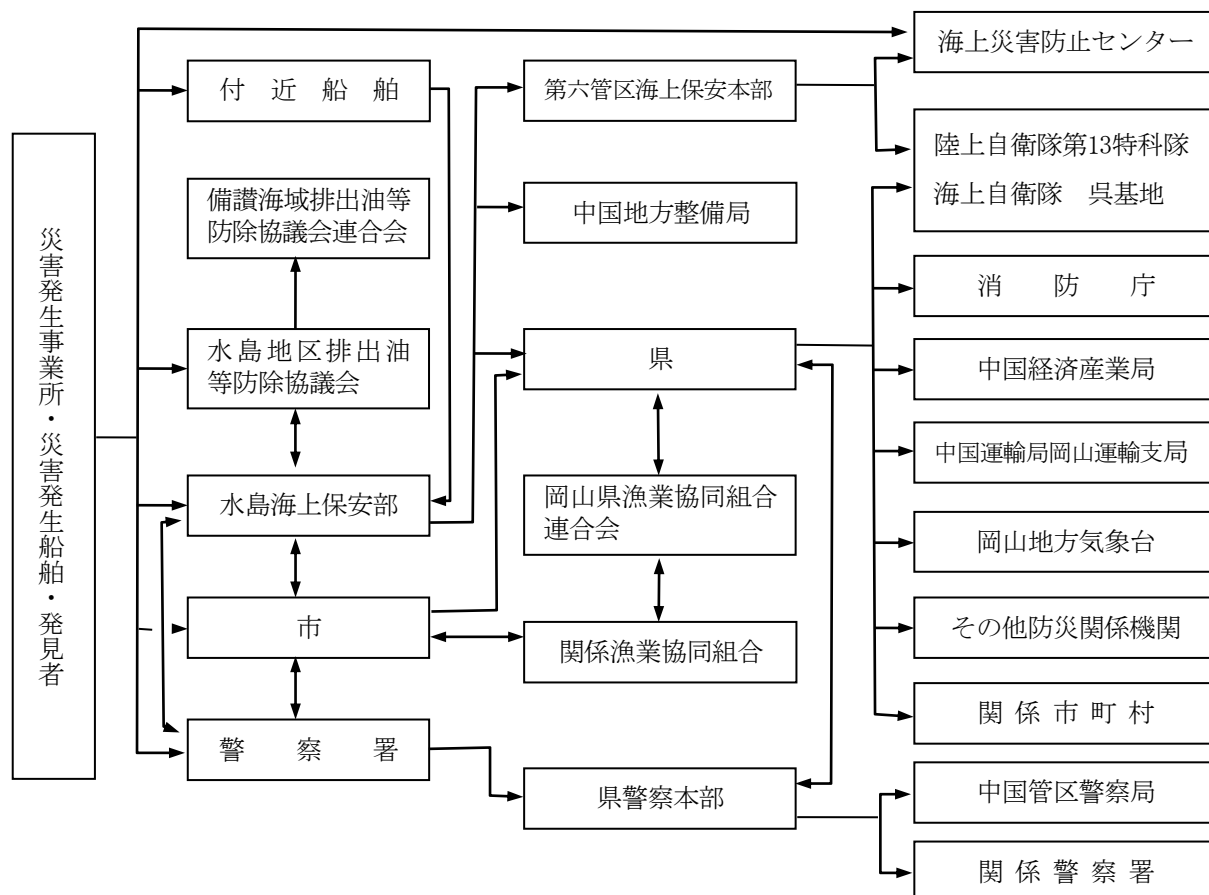 災害発生事業所・災害発生船舶・発見者
付近船舶
備讃海域排出油等
防除協議会連合会
水島地区排出油
等防除協議会
水島海上保安部
市
警察署
第六管区海上保安本部
中国地方整備局
県
岡山県漁業協同組合
連合会
関係漁業協同組合
県警察本部
海上災害防止センター
陸上自衛隊第13特科隊
海上自衛隊　呉基地
消防庁
中国経済産業局
中国運輸局岡山運輸支局
岡山地方気象台
その他防災関係機関
関係市町村
中国管区警察局
関係警察署